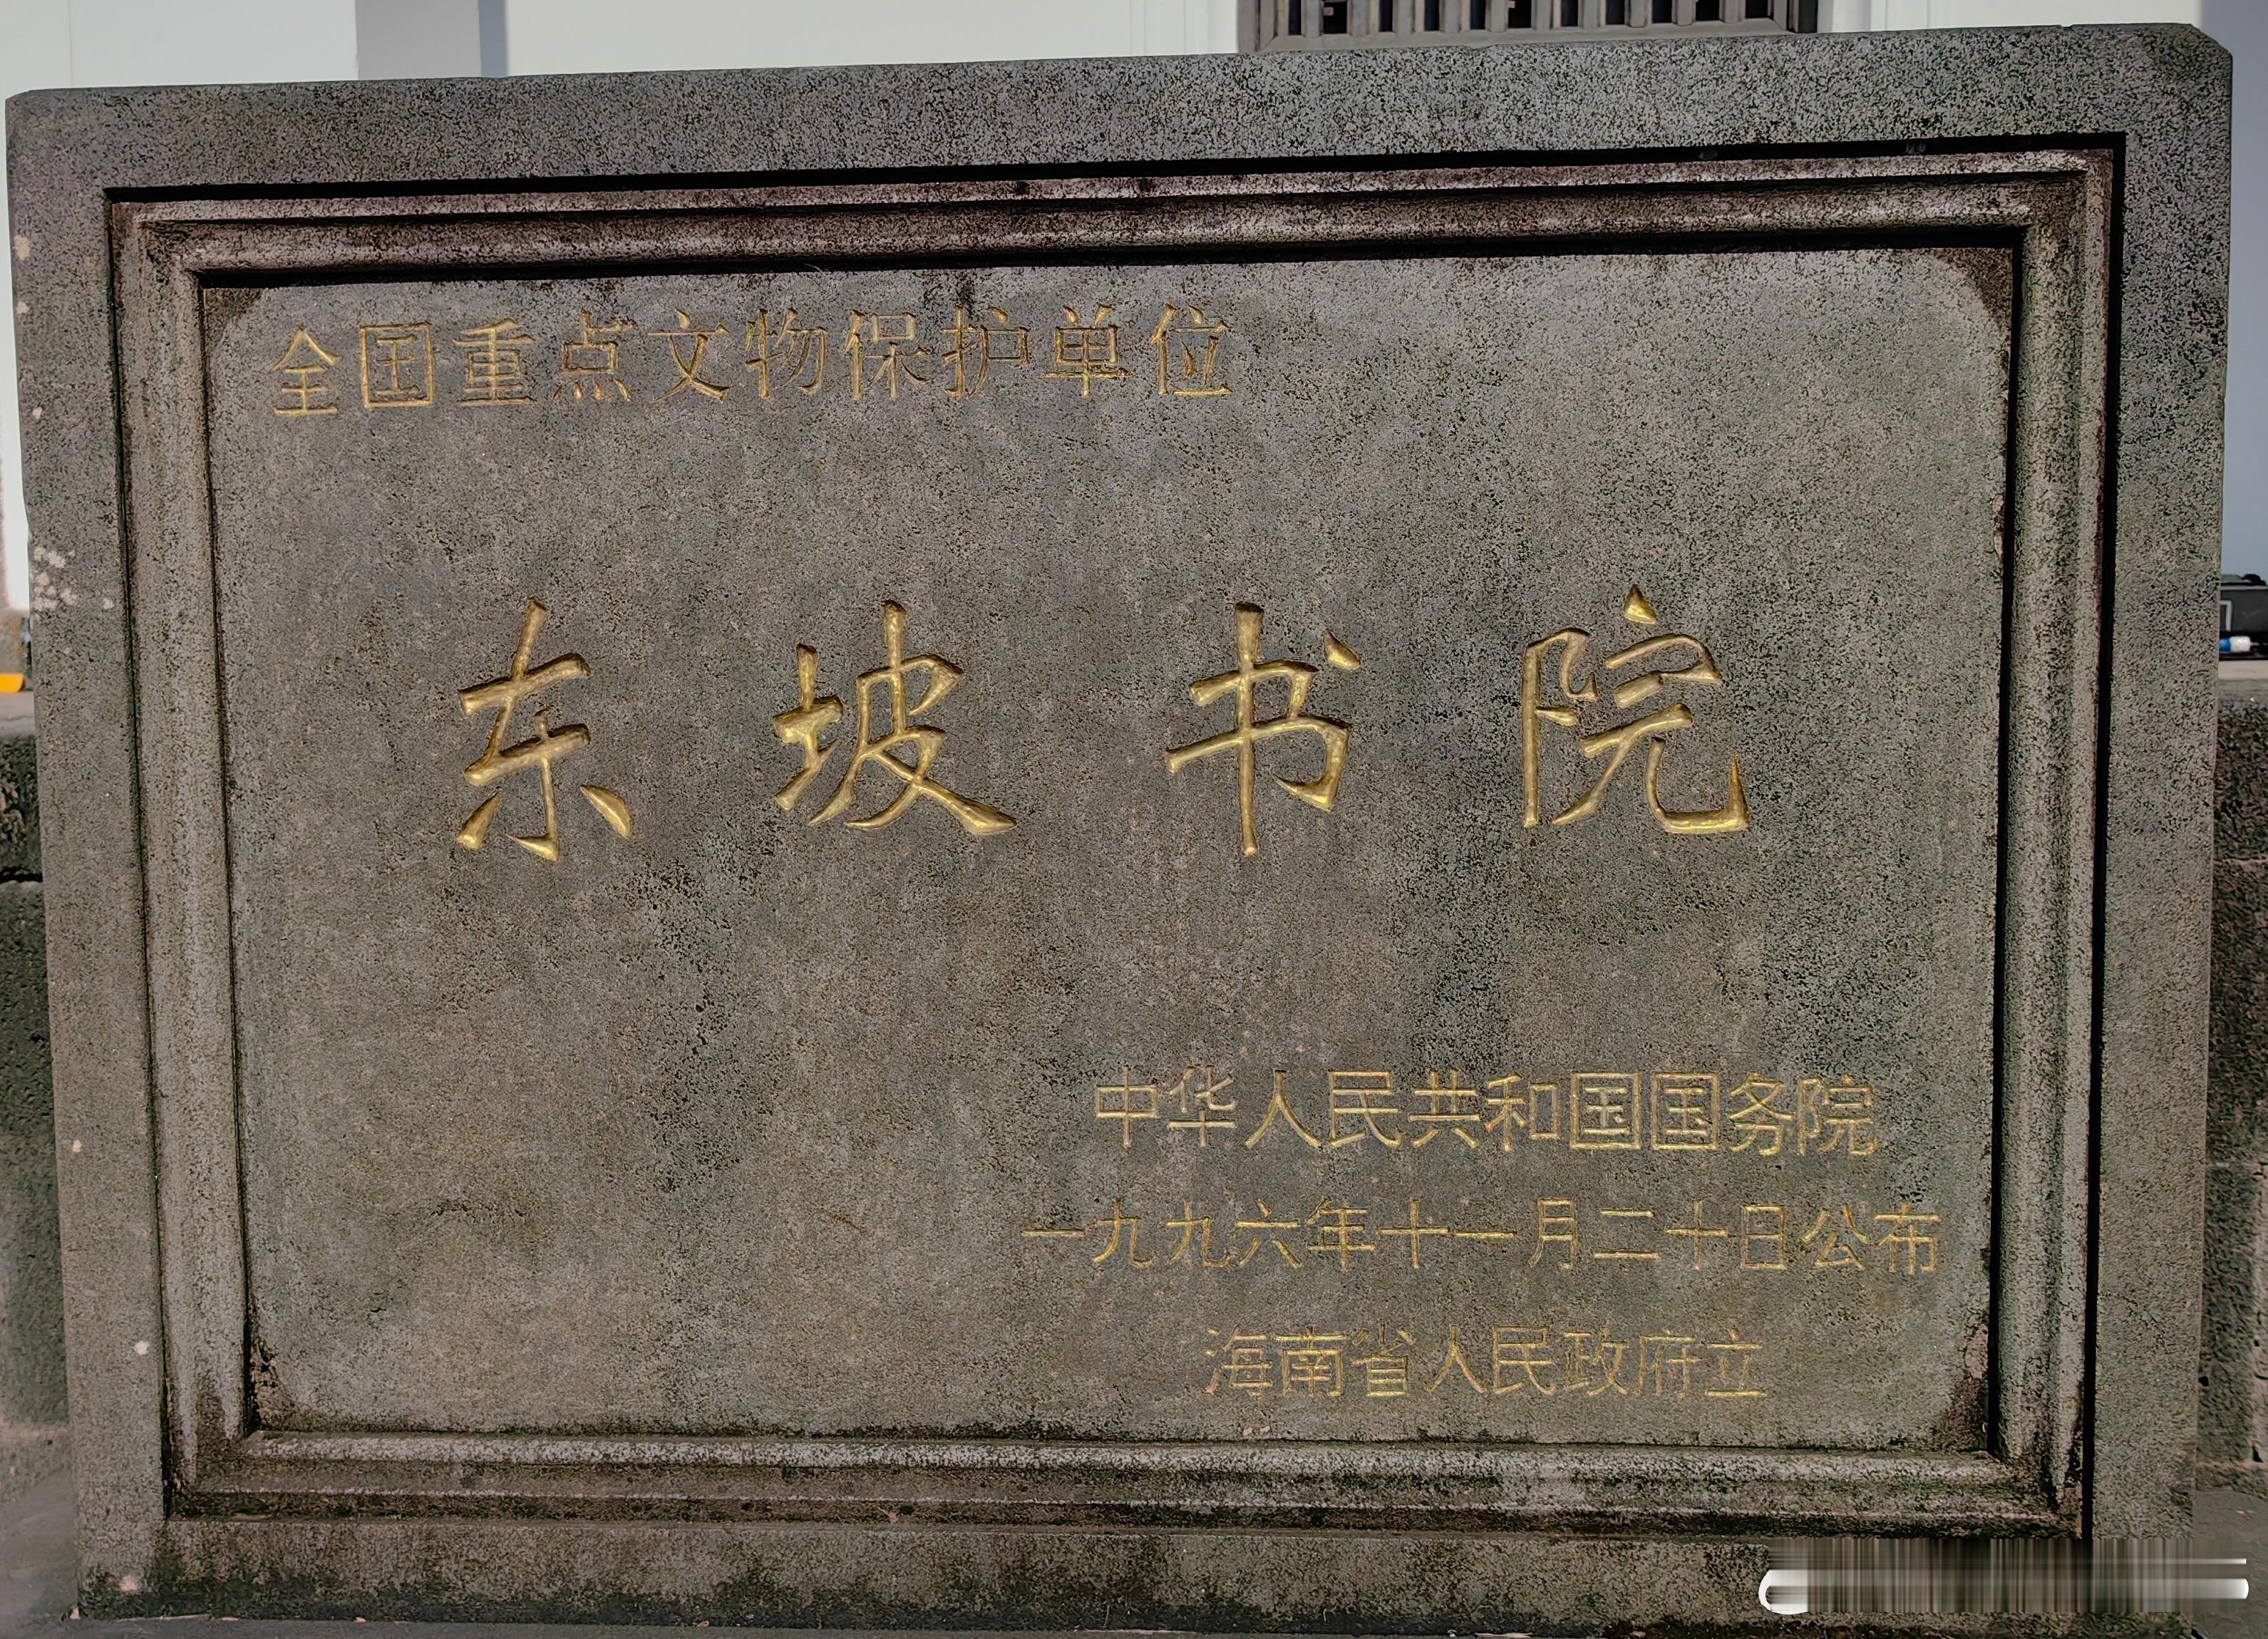 全国重点文物保护单位
东坡书院
中华人民共和国国务院
一九九六年十一月二十日公布
海南省人民政府立